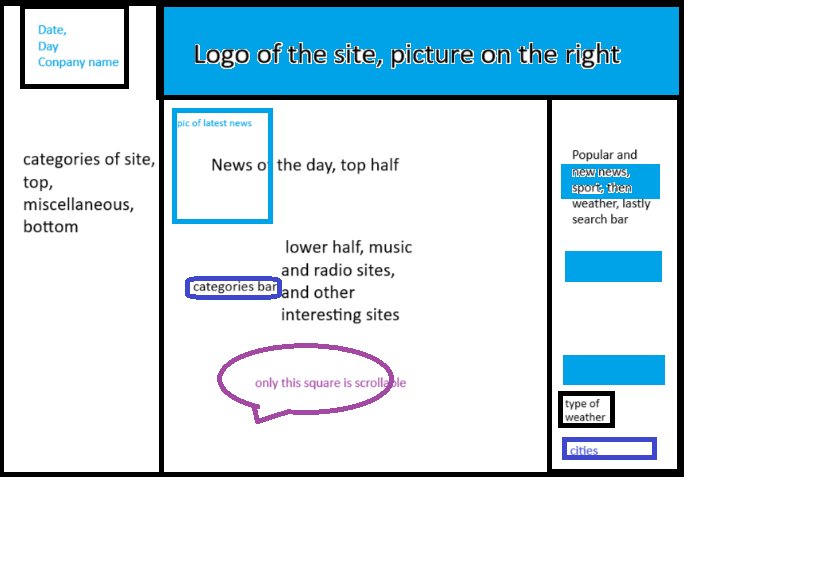 Date,
Day
Conpany name
Logo of the site, picture on the right
categories of site,
top,
miscellaneous,
bottom
pic of latest news
News of the day, top half
lower half, music
and radio sites,
and other
interesting sites
categories bar
only this square is scrollable
Popular and
new news,
sport, then
weather, lastly
search bar
type of
weather
cities